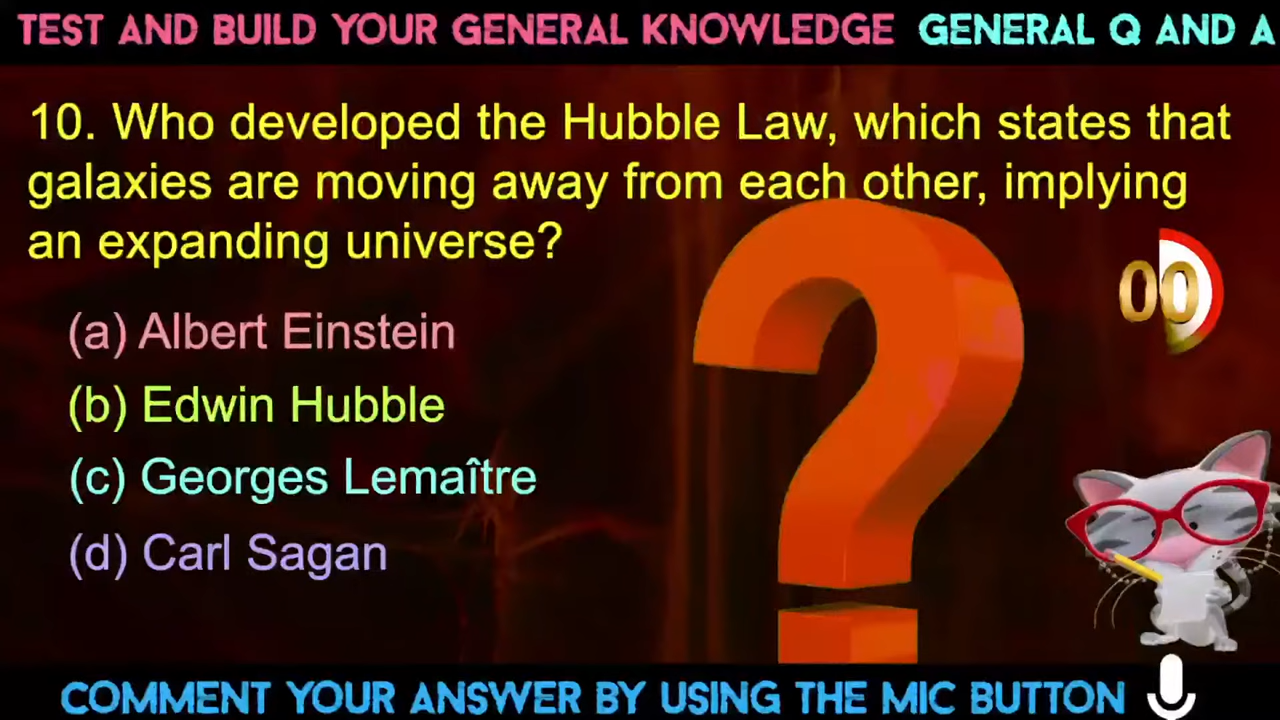 TEST AND BUILD YOUR GENERAL KNOWLEDGE GENERAL Q AND A
10. Who developed the Hubble Law, which states that
galaxies are moving away from each other, implying
an expanding universe?
00
(a) Albert Einstein
(b) Edwin Hubble
(c) Georges Lemaître
(d) Carl Sagan
COMMENT YOUR ANSWER BY USING THE MIC BUTTON